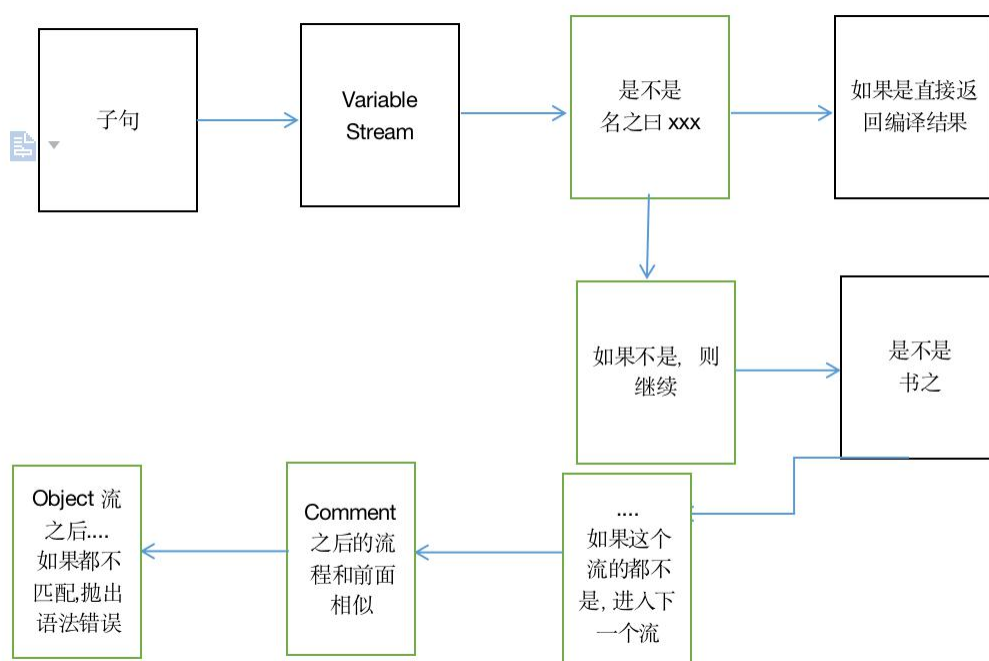 子句
Variable
Stream
是不是
名之曰 xxx
如果是直接返
回编译结果
如果不是, 则
继续
是不是
书之
Object 流
之后....
如果都不
匹配,抛出
语法错误
Comment
之后的流
程和前面
相似
....
如果这个
流的都不
是, 进入下
一个流